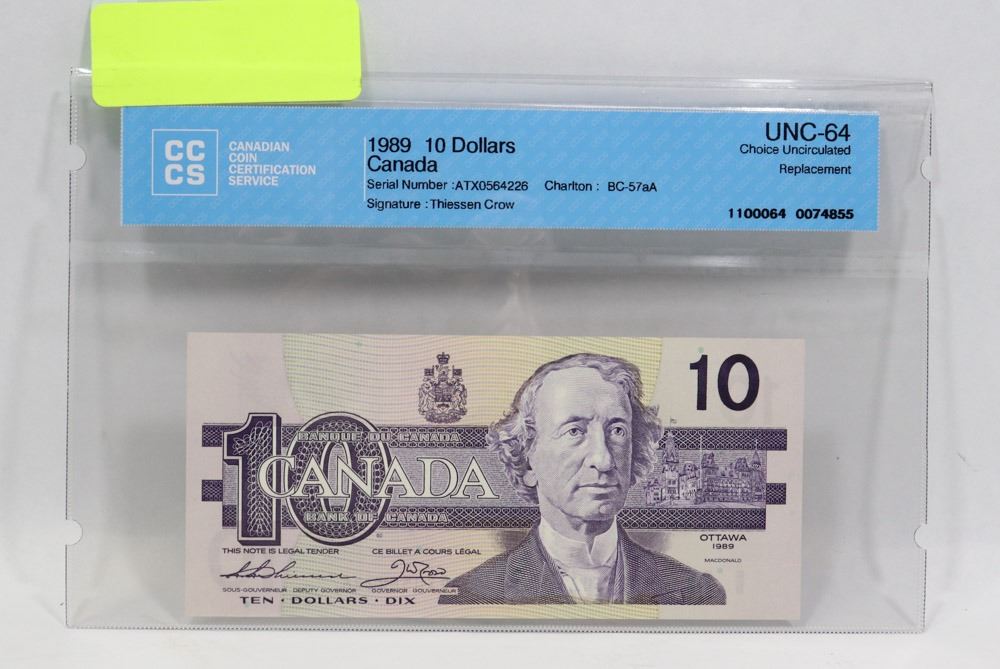 CC
CS
CANADIAN
COIN
CERTIFICATION
SERVICE
1989 10 Dollars
Canada
Serial Number :ATX0564226 Charlton : BC-57aA
Signature :Thiessen Crow
UNC-64
Choice Uncirculated
Replacement
1100064 0074855
10
10
BANQUE DU CANADA
CANADA
BANK OF CANADA
OTTAWA
1989
MACDONALD
THIS NOTE IS LEGAL TENDER CE BILLET A COURS LÉGAL
SOUS-GOUVERNEUR DEPUTY GOVERNOR GOVERNOR GOUVERNEUR
TEN · DOLLARS · DIX